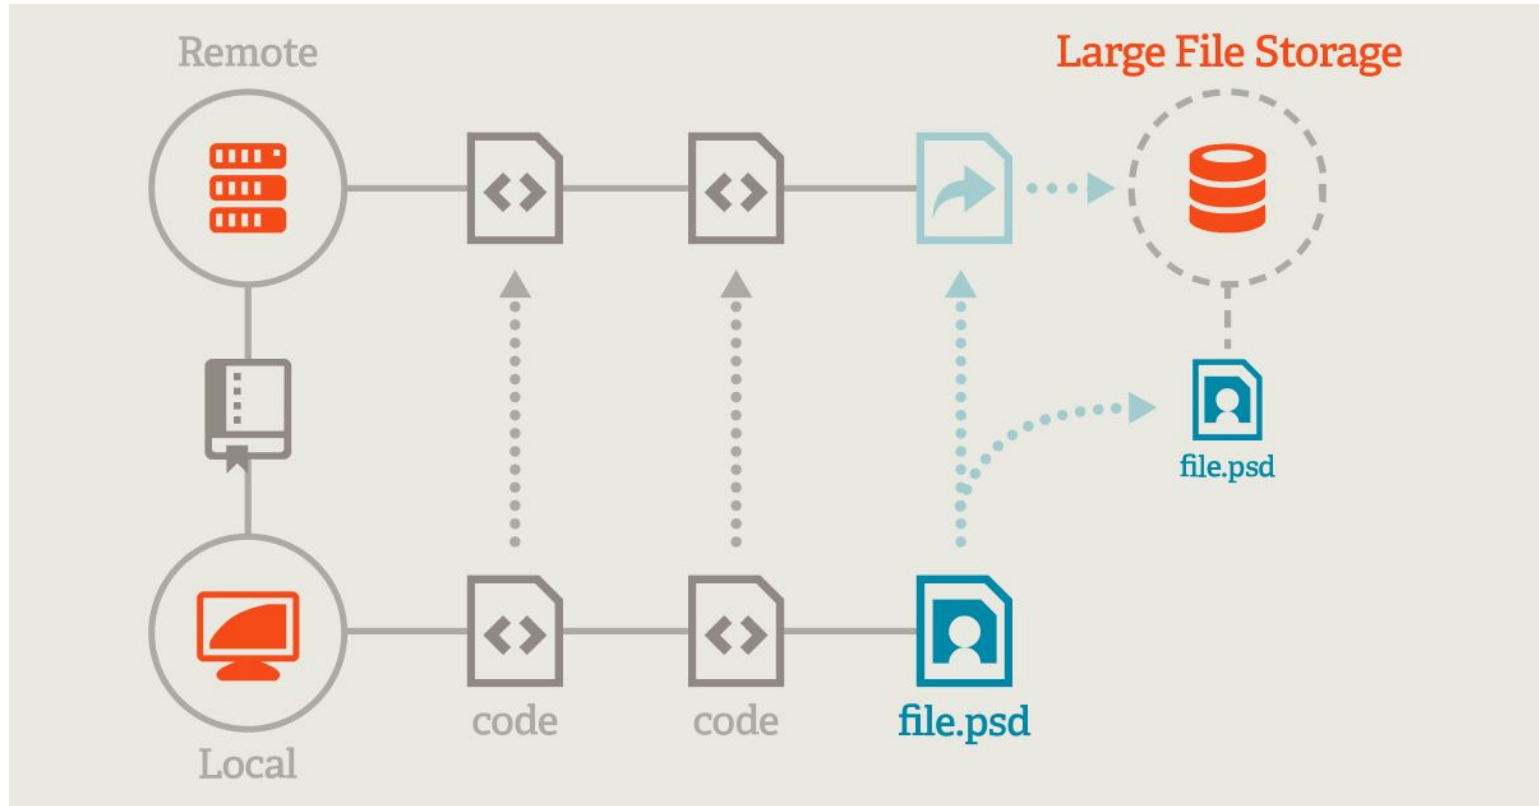 Remote
Large File Storage
file.psd
code
code
file.psd
Local